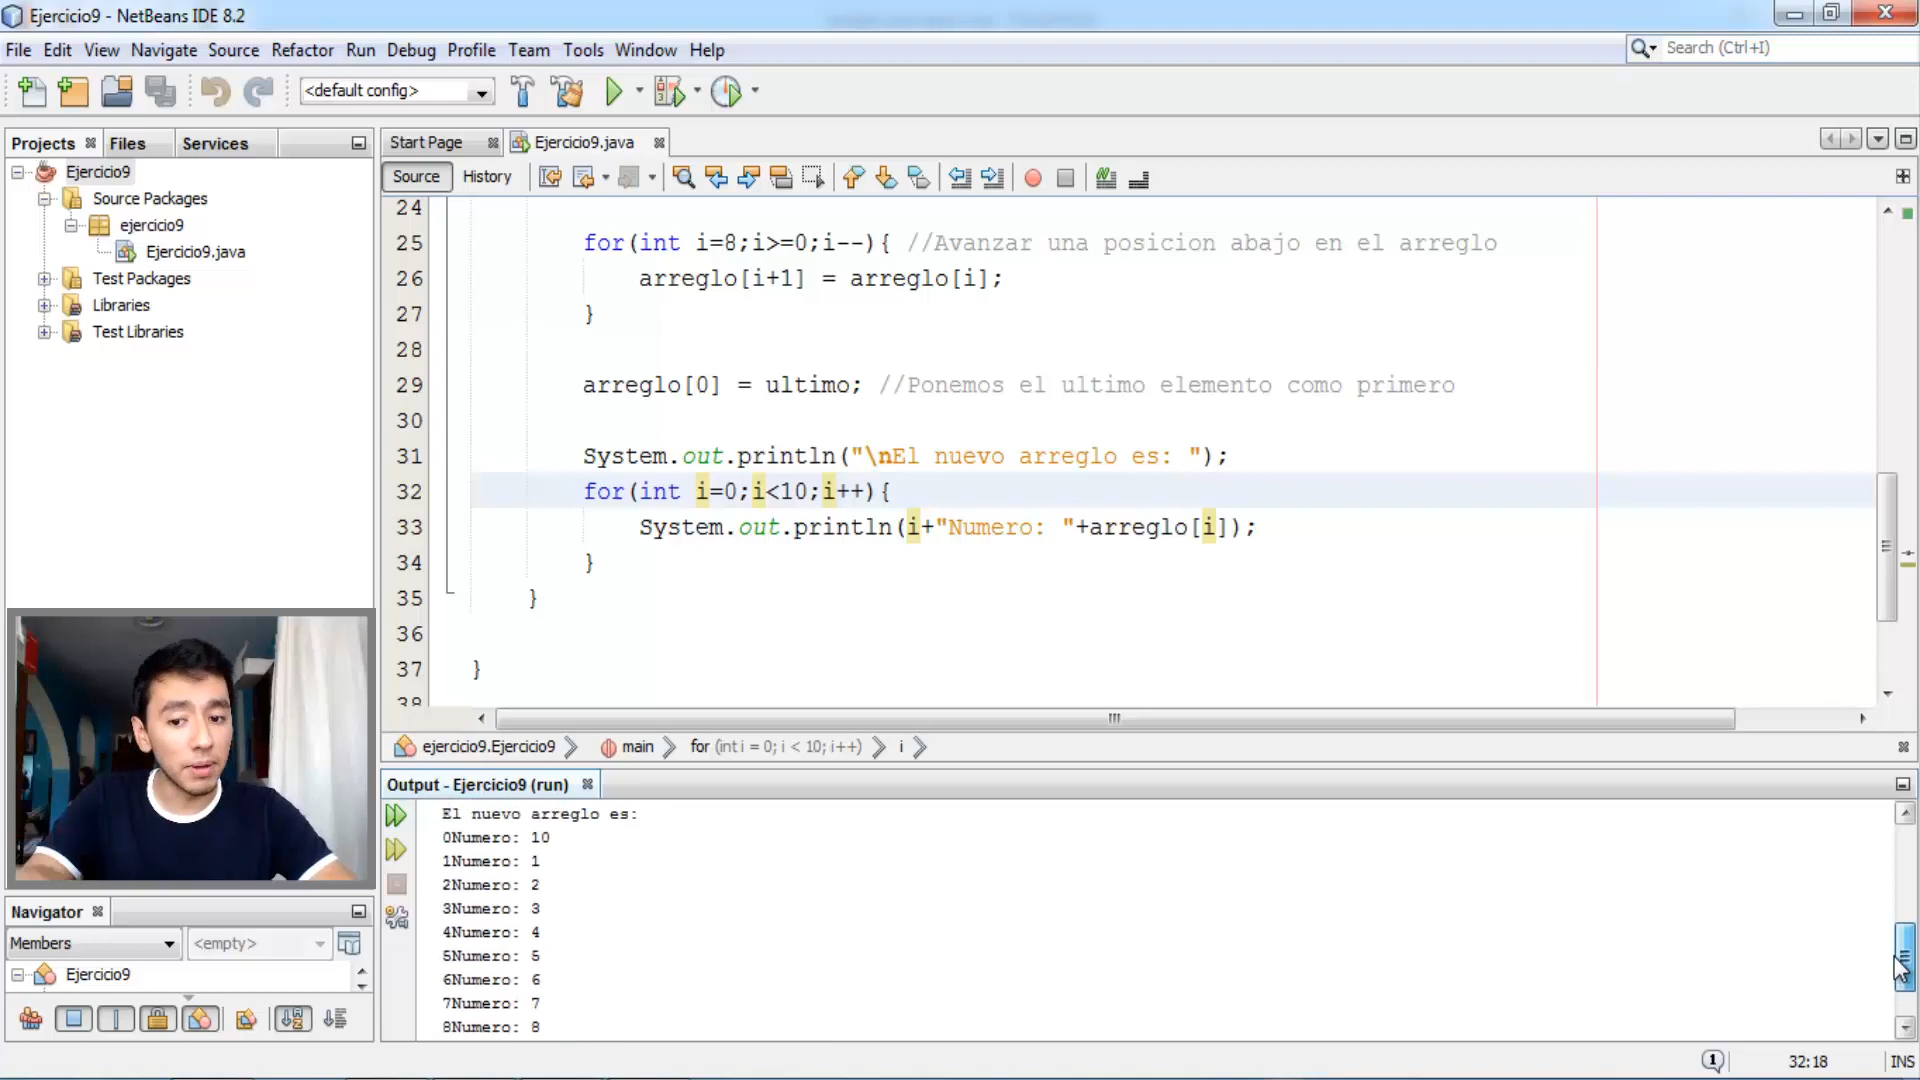 Ejercicio9 - NetBeans IDE 8.2
File Edit View Navigate Source Refactor Run Debug Profile Team Tools Window Help
Search (Ctrl+I)
<default config>
Projects Files Services
Start Page Ejercicio9.java
Ejercicio9
Source Packages
ejercicio9
Ejercicio9.java
Test Packages
Libraries
Test Libraries
Source History
24
25 for(int i=8;i>=0;i--){ //Avanzar una posicion abajo en el arreglo
26 arreglo[i+1] = arreglo[i];
27 }
28
29 arreglo[0] = ultimo; //Ponemos el ultimo elemento como primero
30
31 System.out.println("\nEl nuevo arreglo es: ");
32 for(int i=0;i<10;i++){
33 System.out.println(i+"Numero: "+arreglo[i]);
34 }
35 }
36
37 }
38
ejercicio9.Ejercicio9 main for (int i = 0; i < 10; i++) i
Output - Ejercicio9 (run)
El nuevo arreglo es:
0Numero: 10
1Numero: 1
2Numero: 2
3Numero: 3
4Numero: 4
5Numero: 5
6Numero: 6
7Numero: 7
8Numero: 8
Navigator
Members <empty>
Ejercicio9
1 32:18 INS